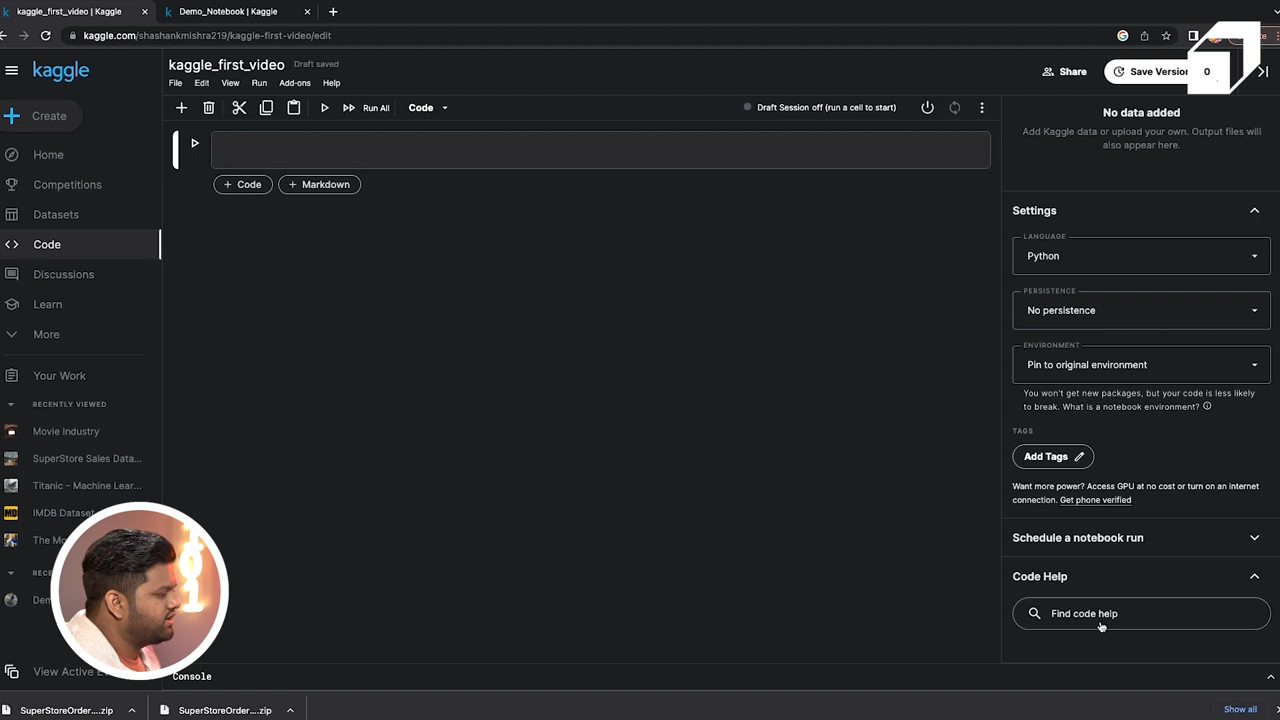 kaggle_first_video | Kaggle
Demo_Notebook | Kaggle
kaggle.com/shashankmishra219/kaggle-first-video/edit
kaggle
kaggle_first_video
Draft saved
File Edit View Run Add-ons Help
Share
Save Version
0
Run All
Code
Draft Session off (run a cell to start)
+ Code
+ Markdown
Create
Home
Competitions
Datasets
Code
Discussions
Learn
More
Your Work
RECENTLY VIEWED
Movie Industry
SuperStore Sales Data...
Titanic - Machine Lear...
IMDB Dataset
View Active
No data added
Add Kaggle data or upload your own. Output files will
also appear here.
Settings
LANGUAGE
Python
PERSISTENCE
No persistence
ENVIRONMENT
Pin to original environment
You won't get new packages, but your code is less likely
to break. What is a notebook environment?
TAGS
Add Tags
Want more power? Access GPU at no cost or turn on an internet
connection. Get phone verified
Schedule a notebook run
Code Help
Find code help
Console
SuperStoreOrder....zip
SuperStoreOrder....zip
Show all